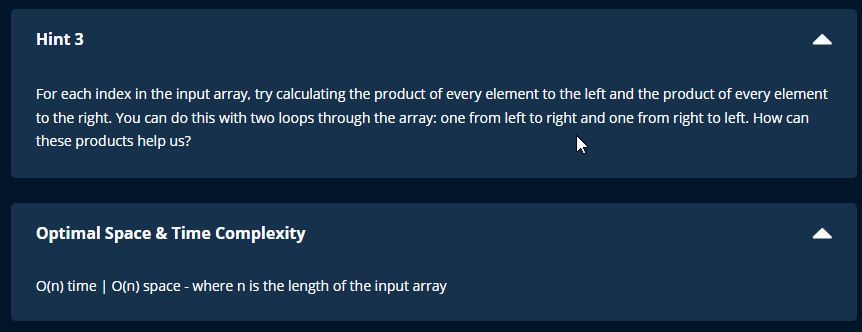 Hint 3
For each index in the input array, try calculating the product of every element to the left and the product of every element
to the right. You can do this with two loops through the array: one from left to right and one from right to left. How can
these products help us?
Optimal Space & Time Complexity
O(n) time | O(n) space - where n is the length of the input array